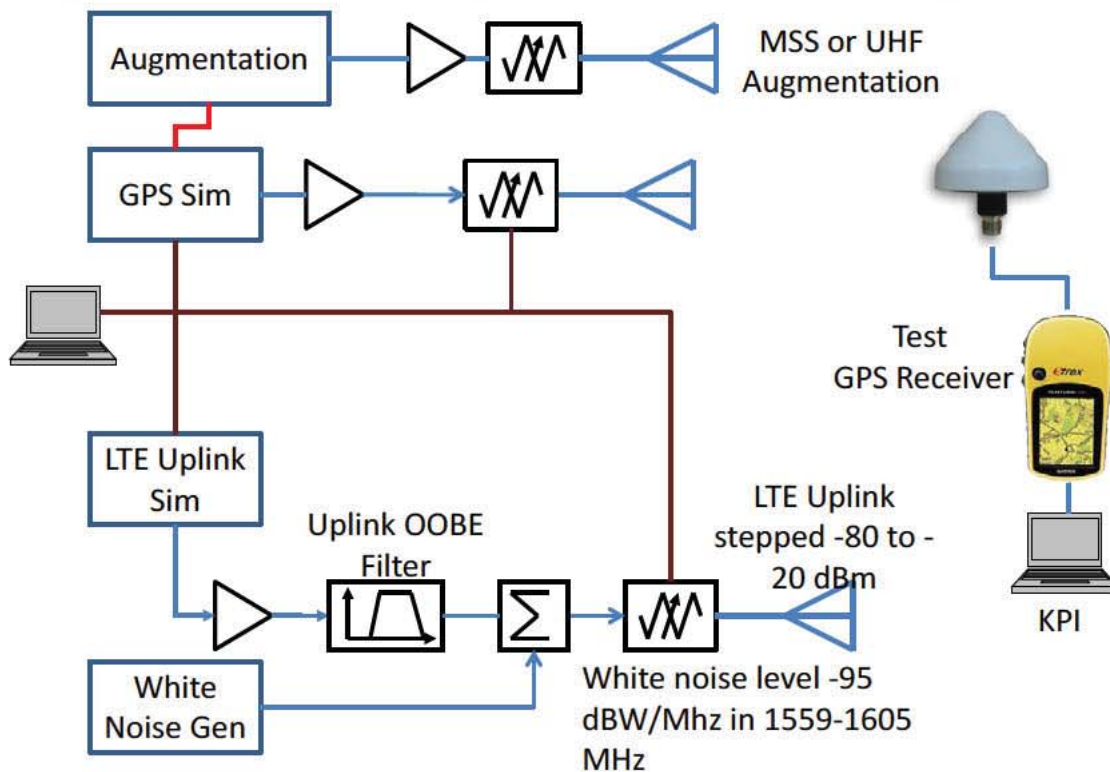 Augmentation
MSS or UHF
Augmentation
GPS Sim
Test
GPS Receiver
eTrex
LTE Uplink
Sim
Uplink OOBE
Filter
LTE Uplink
stepped -80 to -
20 dBm
KPI
White
Noise Gen
White noise level -95
dBW/Mhz in 1559-1605
MHz